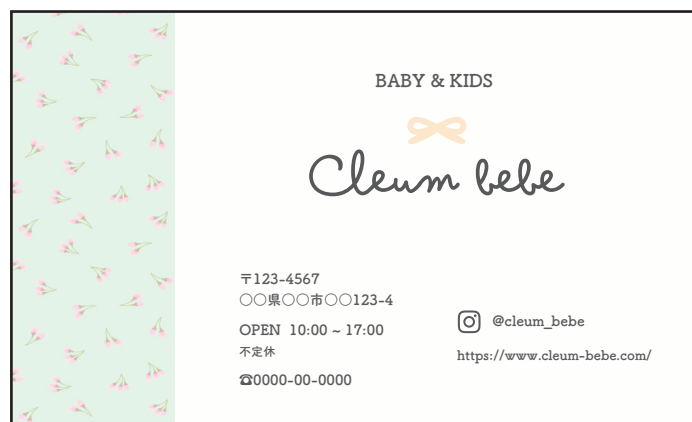 BABY & KIDS
Cleum bebe
〒123-4567
○○県○○市○○123-4
OPEN 10:00 ~ 17:00
不定休
☎0000-00-0000
@cleum_bebe
https://www.cleum-bebe.com/